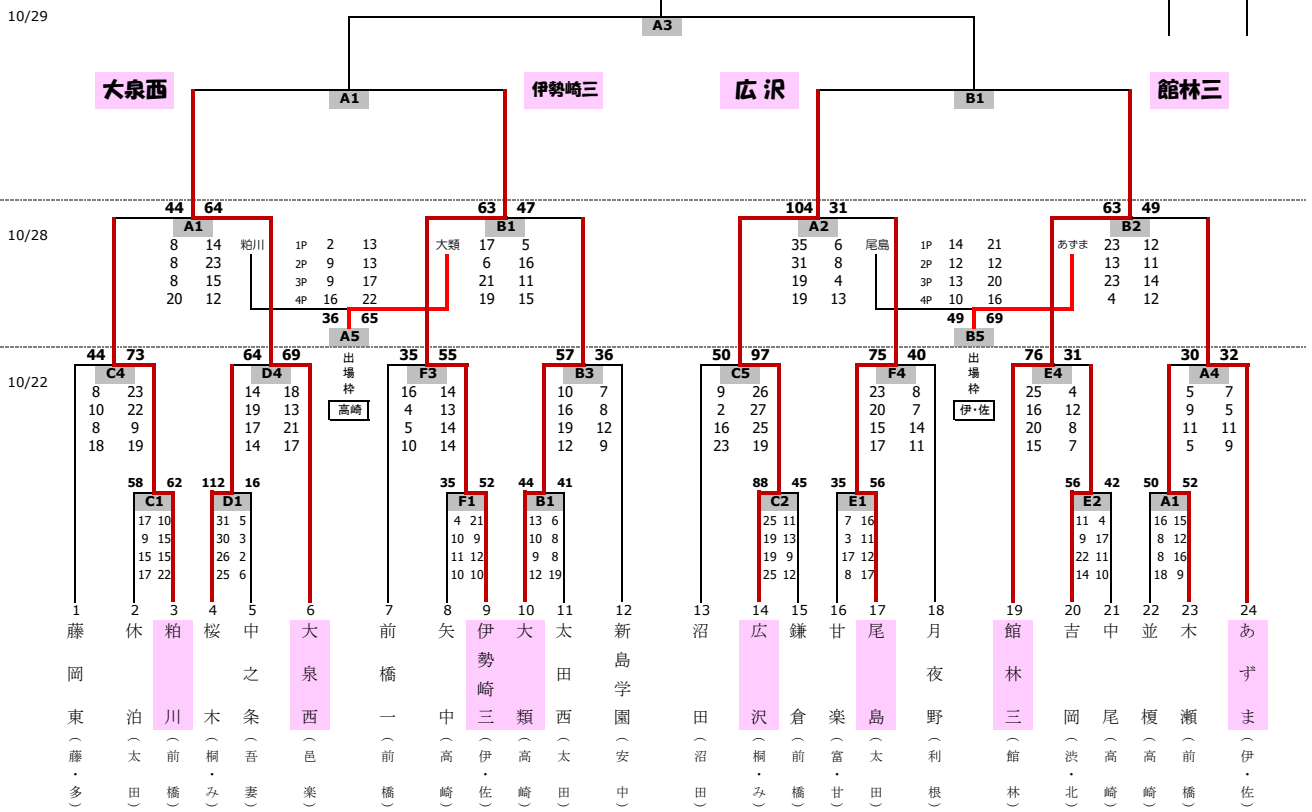 10/29
A3
大泉西
伊勢崎三
広沢
館林三
A1
B1
10/28
44 64
63 47
104 31
63 49
A1
B1
A2
B2
8 14 粕川 1P 2 13 大類 17 5 35 6 尾島 1P 14 21 あずま 23 12
8 23 2P 9 13 6 16 31 8 2P 12 12 13 11
8 15 3P 9 17 21 11 19 4 3P 13 20 23 14
20 12 4P 16 22 19 15 19 13 4P 10 16 4 12
36 65
49 69
A5
B5
10/22
44 73
64 69
出場枠
高崎
35 55
57 36
50 97
75 40
出場枠
伊・佐
76 31
30 32
C4
D4
F3
B3
C5
F4
E4
A4
8 23 14 18 16 14 10 7 9 26 23 8 25 4 5 7
10 22 19 13 4 13 16 8 2 27 20 7 16 12 9 5
8 9 17 21 5 14 19 12 16 25 15 14 20 8 11 11
18 19 14 17 10 14 12 9 23 19 17 11 15 7 5 9
58 62 112 16 35 52 44 41 88 45 35 56 56 42 50 52
C1 D1 F1 B1 C2 E1 E2 A1
17 10 31 5 4 21 13 6 25 11 7 16 11 4 16 15
9 15 30 3 10 9 10 8 19 13 3 11 9 17 8 12
15 15 26 2 11 12 9 8 19 9 17 12 22 11 8 16
17 22 25 6 10 10 12 19 25 12 8 17 14 10 18 9
1 2 3 4 5 6 7 8 9 10 11 12 13 14 15 16 17 18 19 20 21 22 23 24
藤岡東（藤・多）
休泊（太田）
粕川（前橋）
桜木（桐・み）
中之条（吾妻）
大泉西（邑楽）
前橋一（前橋）
矢中（高崎）
伊勢崎三（伊・佐）
大類（高崎）
太田西（太田）
新島学園（安中）
沼田（沼田）
広沢（桐・み）
鎌倉（前橋）
甘楽（富・甘）
尾島（太田）
月夜野（利根）
館林三（館林）
吉岡（渋・北）
中尾（高崎）
並榎（高崎）
木瀬（前橋）
あずま（伊・佐）